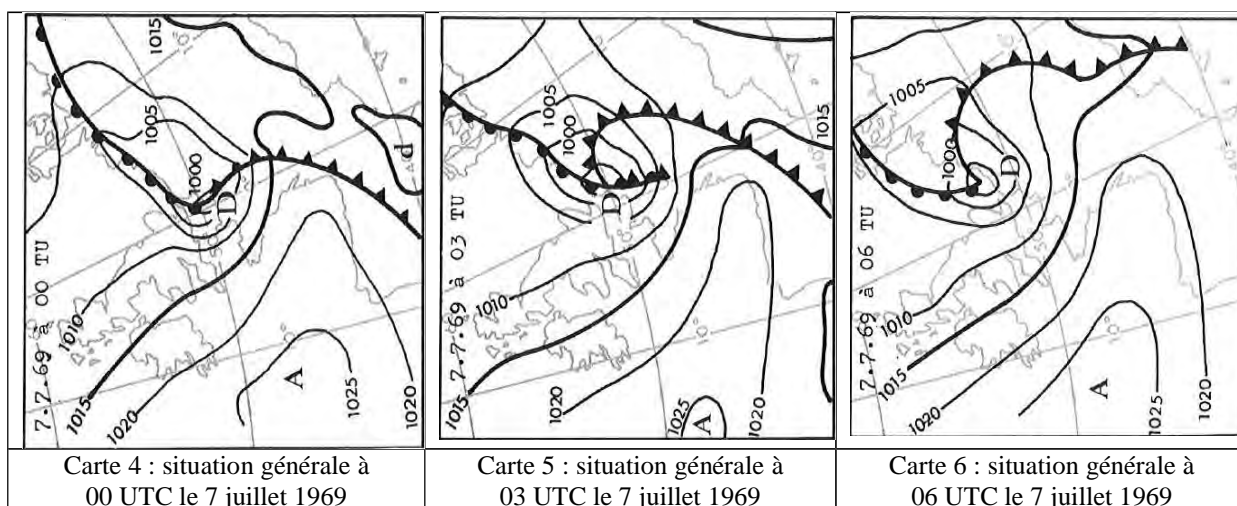 7.7.69 à 00 TU
1015
10°
1005
1000
D
d
1010
1015
1020
A
1025
1020
7.7.69 à 03 TU
1005
1000
1015
D
1010
10°
1015
1020
1025
A
1020
7.7.69 à 06 TU
1005
1000
D
1010
10°
1015
1020
A
1025
1020
Carte 4 : situation générale à
00 UTC le 7 juillet 1969
Carte 5 : situation générale à
03 UTC le 7 juillet 1969
Carte 6 : situation générale à
06 UTC le 7 juillet 1969